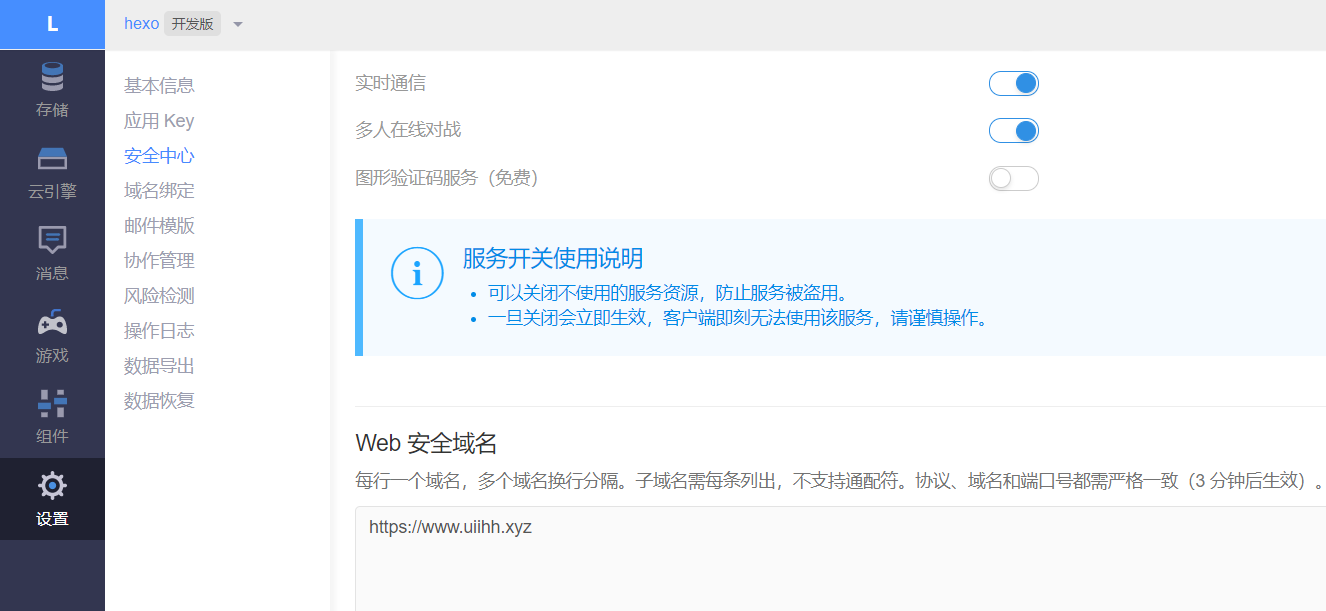 L
hexo 开发版
存储
云引擎
消息
游戏
组件
设置
基本信息
应用 Key
安全中心
域名绑定
邮件模版
协作管理
风险检测
操作日志
数据导出
数据恢复
实时通信
多人在线对战
图形验证码服务（免费）
服务开关使用说明
• 可以关闭不使用的服务资源，防止服务被盗用。
• 一旦关闭会立即生效，客户端即刻无法使用该服务，请谨慎操作。
Web 安全域名
每行一个域名，多个域名换行分隔。子域名需每条列出，不支持通配符。协议、域名和端口号都需严格一致（3 分钟后生效）。
https://www.uiihh.xyz